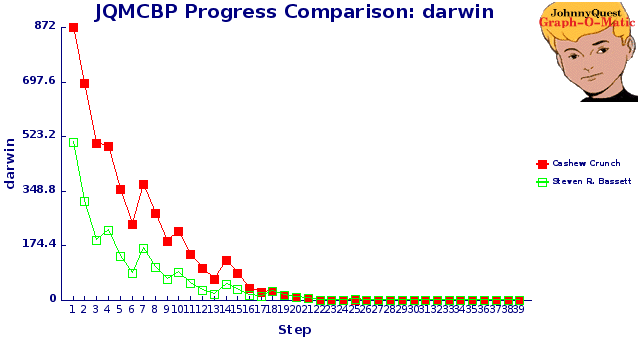 JQMCBP Progress Comparison: darwin
JohnnyQuest
Graph-O-Matic
872
697.6
523.2
348.8
174.4
0
darwin
1 2 3 4 5 6 7 8 9 10 11 12 13 14 15 16 17 18 19 20 21 22 23 24 25 26 27 28 29 30 31 32 33 34 35 36 37 38 39
Step
Cashew Crunch
Steven R. Bassett